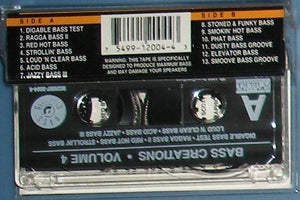 SIDE A
1. DIGABLE BASS TEST
2. RAGGA BASS II
3. RED HOT BASS
4. STROLLIN' BASS
5. LOUD 'N CLEAR BASS
6. ACID BASS
7. JAZZY BASS III
7 5499-12004-4 3
WARNING: THIS TAPE IS SPECIFICALLY
DESIGNED TO PRODUCE MAXIMUM BASS
AND MAY DAMAGE YOUR SPEAKERS
SIDE B
8. STONED & FUNKY BASS
9. SMOKIN' HOT BASS
10. PHAT BASS
11. DUSTY BASS GROOVE
12. ELEVATOR BASS
13. SMOOVE BASS GROOVE
A
BASS CREATIONS • VOLUME 4
DIGABLE BASS TEST • RAGGA BASS II • RED HOT BASS • STROLLIN' BASS
LOUD 'N CLEAR BASS • ACID BASS • JAZZY BASS III